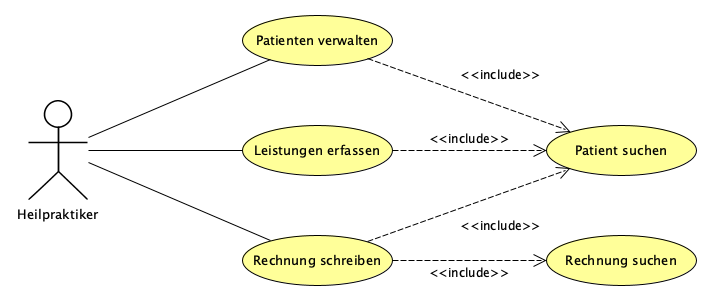 Patienten verwalten
<<include>>
Leistungen erfassen
<<include>>
Patient suchen
Heilpraktiker
<<include>>
Rechnung schreiben
<<include>>
Rechnung suchen